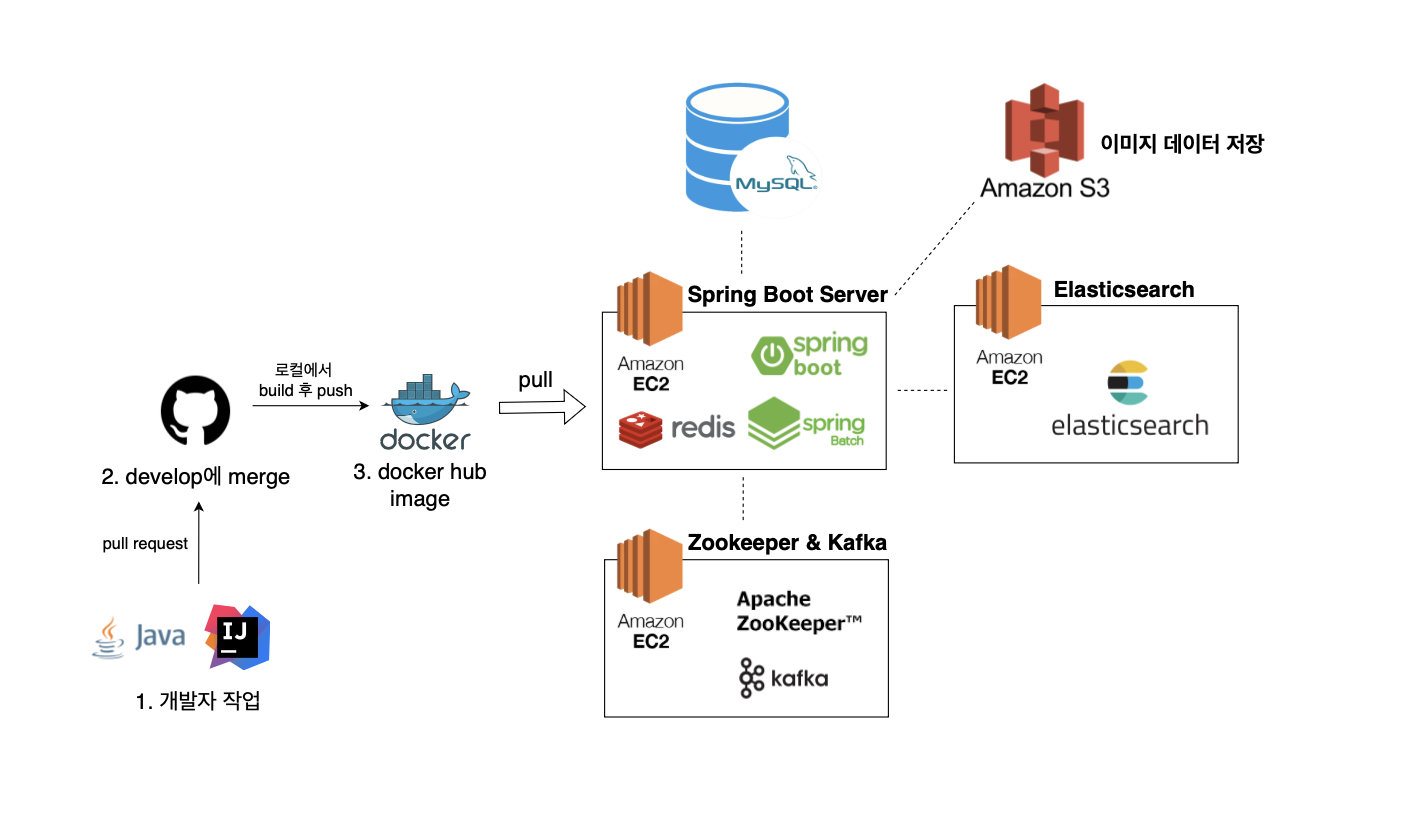 MySQL®
이미지 데이터 저장
Amazon S3
Spring Boot Server
Amazon
EC2
spring
boot
redis
spring
Batch
Elasticsearch
Amazon
EC2
elasticsearch
로컬에서
build 후 push
docker
pull
2. develop에 merge
3. docker hub
image
pull request
Java
IJ
1. 개발자 작업
Zookeeper & Kafka
Amazon
EC2
Apache
ZooKeeper™
kafka